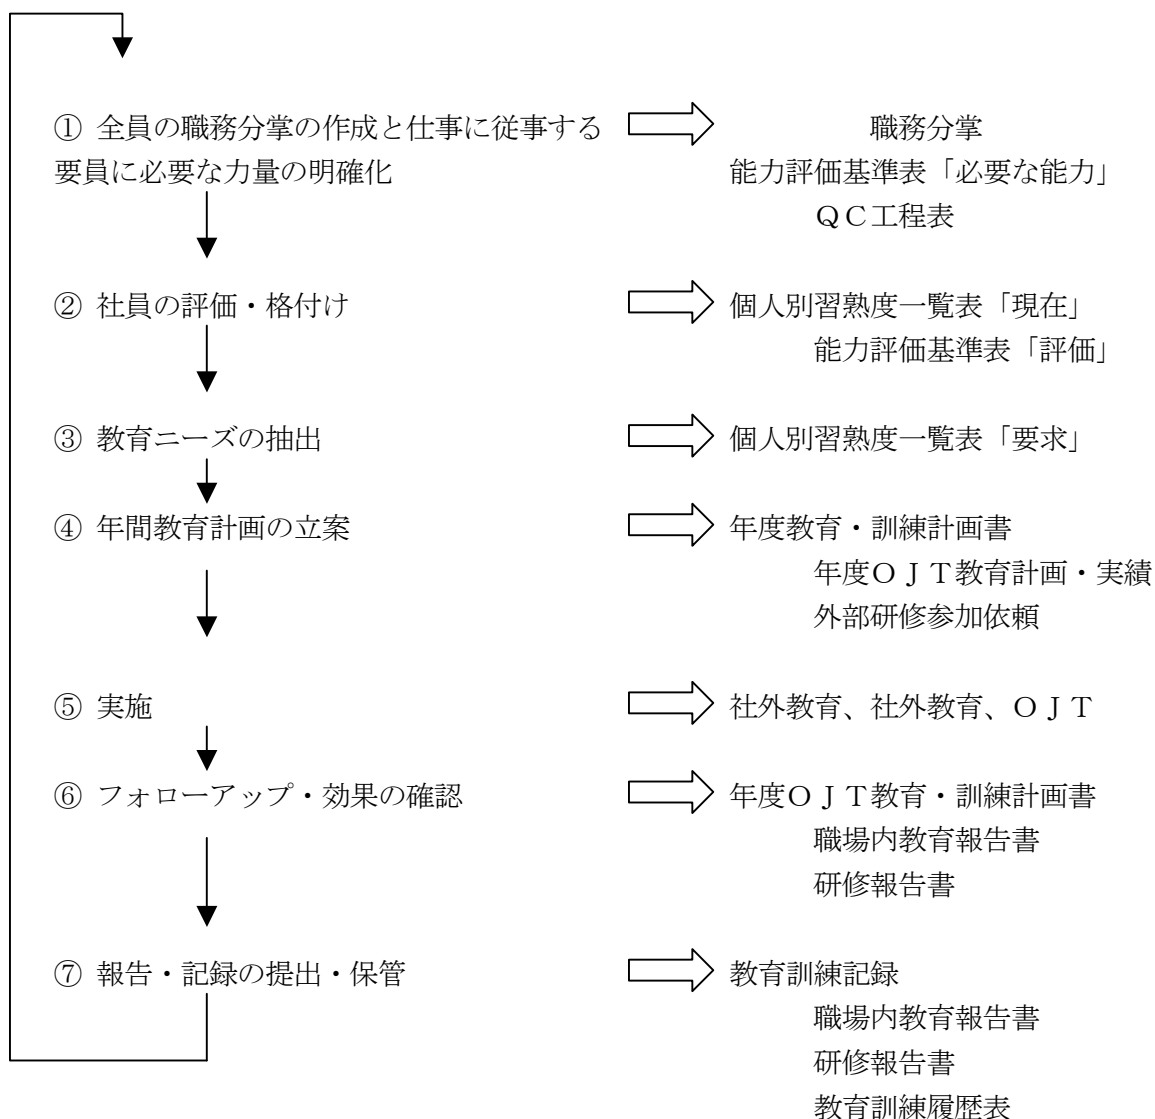 ① 全員の職務分掌の作成と仕事に従事する
要員に必要な力量の明確化
職務分掌
能力評価基準表「必要な能力」
ＱＣ工程表
② 社員の評価・格付け
個人別習熟度一覧表「現在」
能力評価基準表「評価」
③ 教育ニーズの抽出
個人別習熟度一覧表「要求」
④ 年間教育計画の立案
年度教育・訓練計画書
年度ＯＪＴ教育計画・実績
外部研修参加依頼
⑤ 実施
社外教育、社外教育、ＯＪＴ
⑥ フォローアップ・効果の確認
年度ＯＪＴ教育・訓練計画書
職場内教育報告書
研修報告書
⑦ 報告・記録の提出・保管
教育訓練記録
職場内教育報告書
研修報告書
教育訓練履歴表